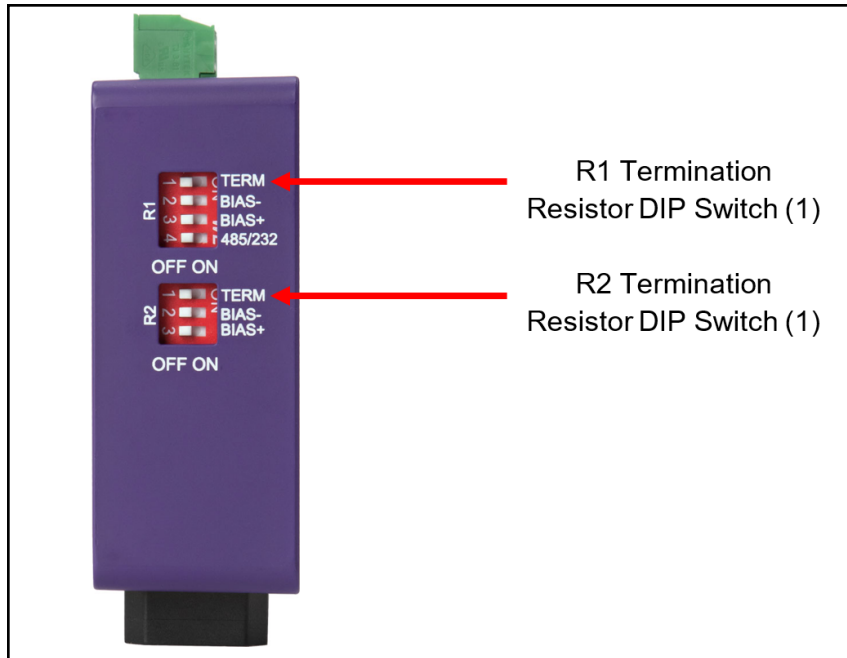 R1
1 TERM
2 BIAS-
3 BIAS+
4 485/232
OFF ON
R2
1 TERM
2 BIAS-
3 BIAS+
OFF ON
R1 Termination
Resistor DIP Switch (1)
R2 Termination
Resistor DIP Switch (1)